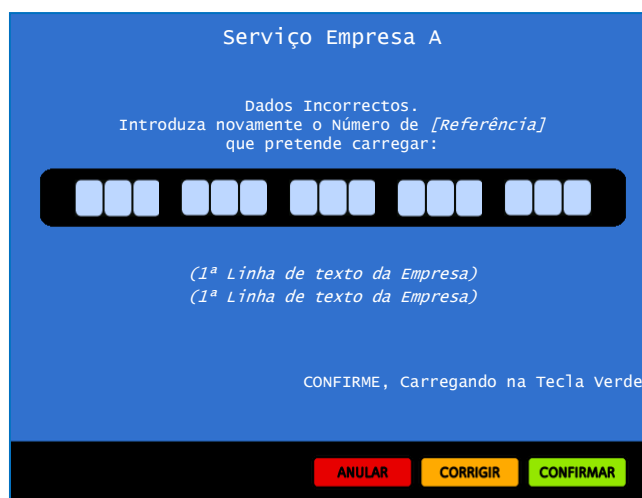 Serviço Empresa A
Dados Incorrectos.
Introduza novamente o Número de [Referência]
que pretende carregar:
(1ª Linha de texto da Empresa)
(1ª Linha de texto da Empresa)
CONFIRME, Carregando na Tecla Verde
ANULAR CORRIGIR CONFIRMAR